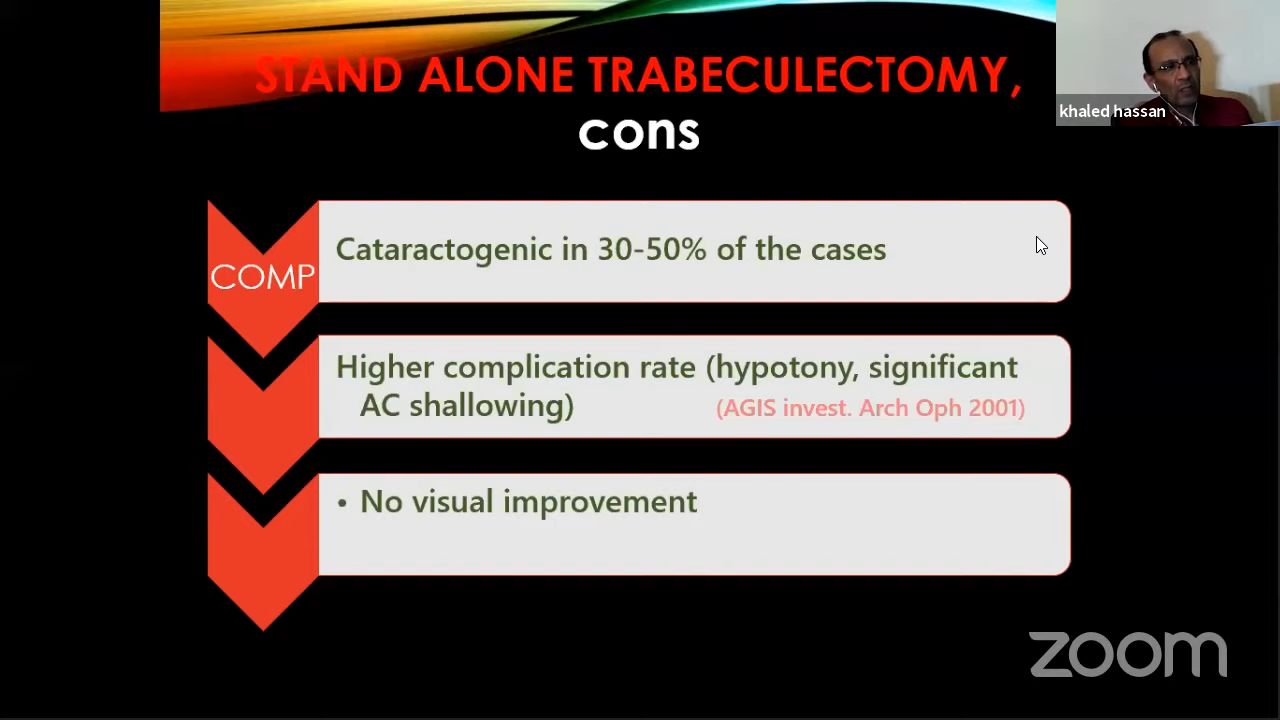 STAND ALONE TRABECULECTOMY,
cons
khaled hassan
COMP
Cataractogenic in 30-50% of the cases
Higher complication rate (hypotony, significant
AC shallowing) (AGIS invest. Arch Oph 2001)
• No visual improvement
zoom